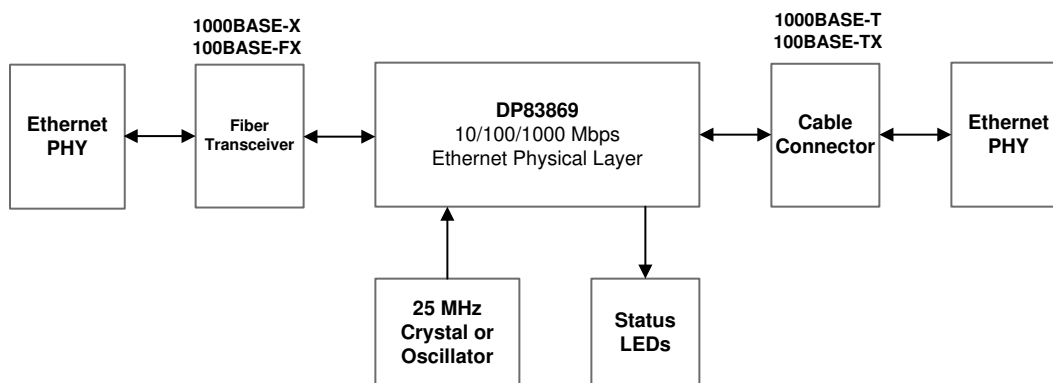 1000BASE-X
100BASE-FX
1000BASE-T
100BASE-TX
Ethernet
PHY
Fiber
Transceiver
DP83869
10/100/1000 Mbps
Ethernet Physical Layer
Cable
Connector
Ethernet
PHY
25 MHz
Crystal or
Oscillator
Status
LEDs